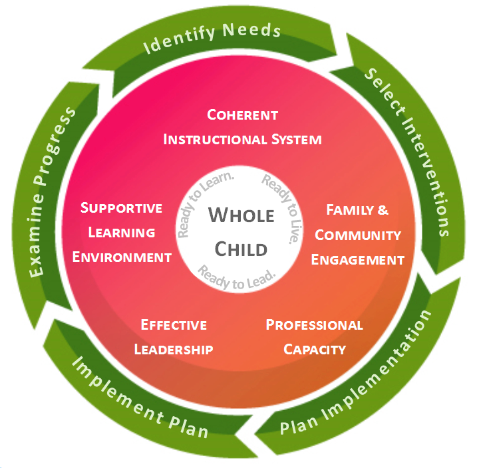 Identify Needs
Select Interventions
Plan Implementation
Implement Plan
Examine Progress
COHERENT
INSTRUCTIONAL SYSTEM
FAMILY &
COMMUNITY
ENGAGEMENT
PROFESSIONAL
CAPACITY
EFFECTIVE
LEADERSHIP
SUPPORTIVE
LEARNING
ENVIRONMENT
Ready to Learn.
Ready to Live.
Ready to Lead.
WHOLE
CHILD